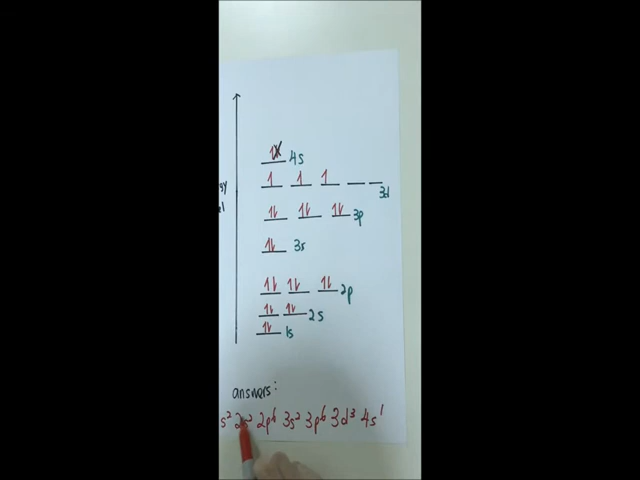 4s
3d
3p
3s
2p
2s
1s
answers:
s² 2s² 2p⁶ 3s² 3p⁶ 3d³ 4s¹